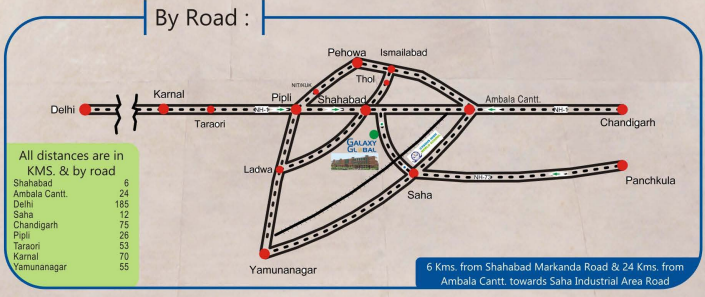 By Road :
Pehowa
Ismailabad
NIT/KUK
Thol
Delhi
Karnal
Taraori
NH-1
Pipli
Shahabad
Ambala Cantt.
NH-1
Chandigarh
GALAXY
GLOBAL
Ladwa
Saha
NH-73
Panchkula
Yamunanagar
All distances are in
KMS. & by road
Shahabad 6
Ambala Cantt. 24
Delhi 185
Saha 12
Chandigarh 75
Pipli 26
Taraori 53
Karnal 70
Yamunanagar 55
6 Kms. from Shahabad Markanda Road & 24 Kms. from
Ambala Cantt. towards Saha Industrial Area Road